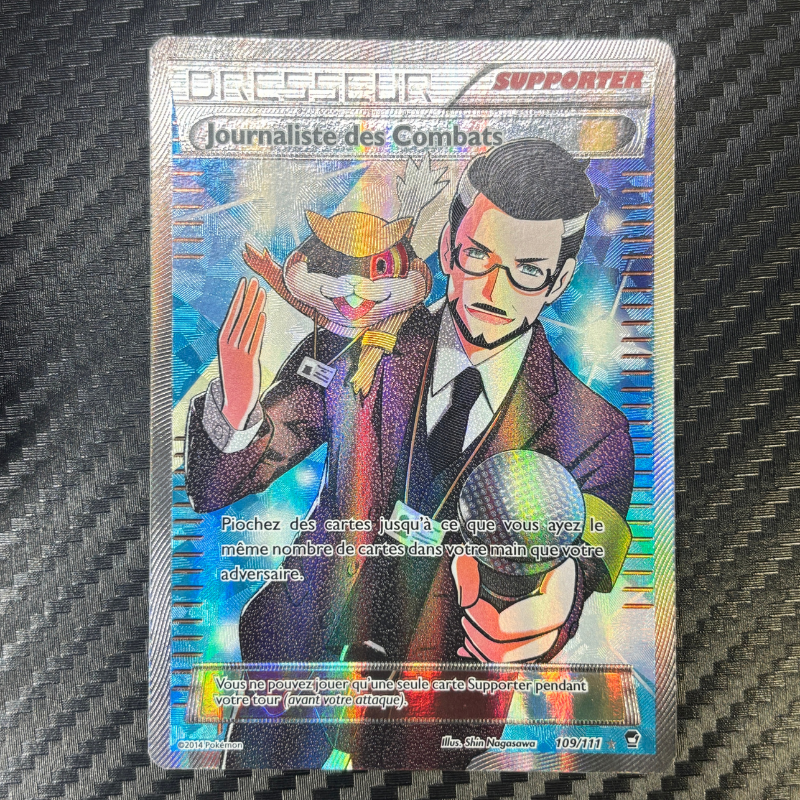 DRESSEUR
SUPPORTER
Journaliste des Combats
Piochez des cartes jusqu'à ce que vous ayez le
même nombre de cartes dans votre main que votre
adversaire.
Vous ne pouvez jouer qu'une seule carte Supporter pendant
votre tour (avant votre attaque).
©2014 Pokémon
Illus. Shin Nagasawa
109/111